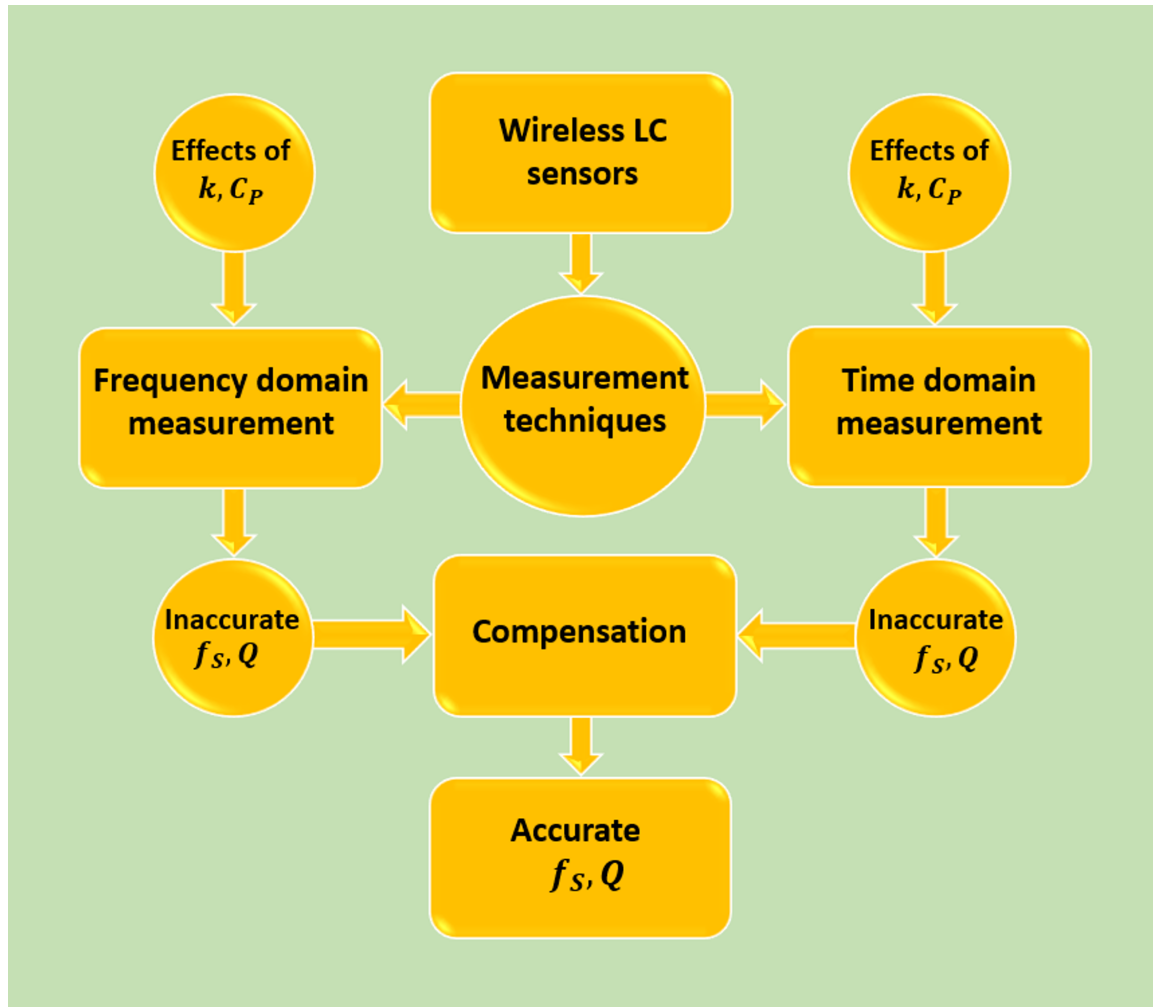 Effects of
k, C_P
Wireless LC
sensors
Effects of
k, C_P
Frequency domain
measurement
Measurement
techniques
Time domain
measurement
Inaccurate
f_S, Q
Compensation
Inaccurate
f_S, Q
Accurate
f_S, Q